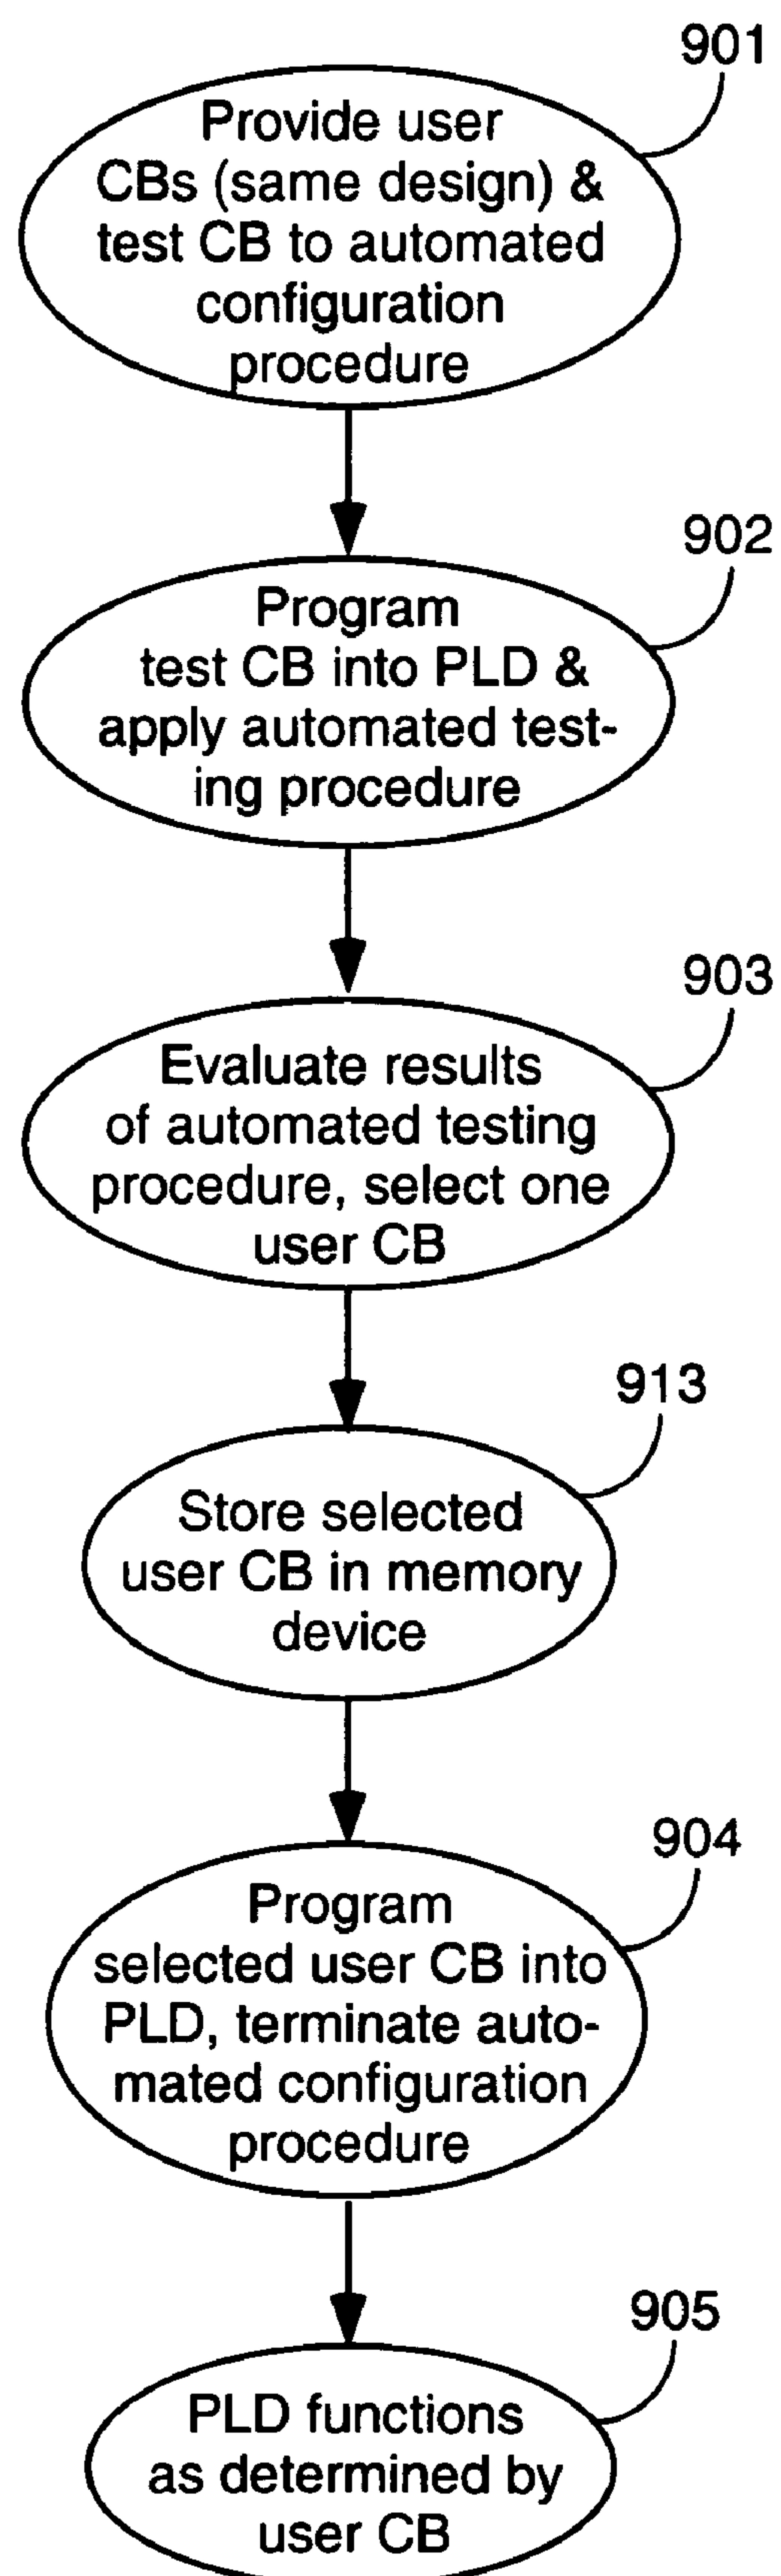 901
Provide user
CBs (same design) &
test CB to automated
configuration
procedure
902
Program
test CB into PLD &
apply automated test-
ing procedure
903
Evaluate results
of automated testing
procedure, select one
user CB
913
Store selected
user CB in memory
device
904
Program
selected user CB into
PLD, terminate auto-
mated configuration
procedure
905
PLD functions
as determined by
user CB